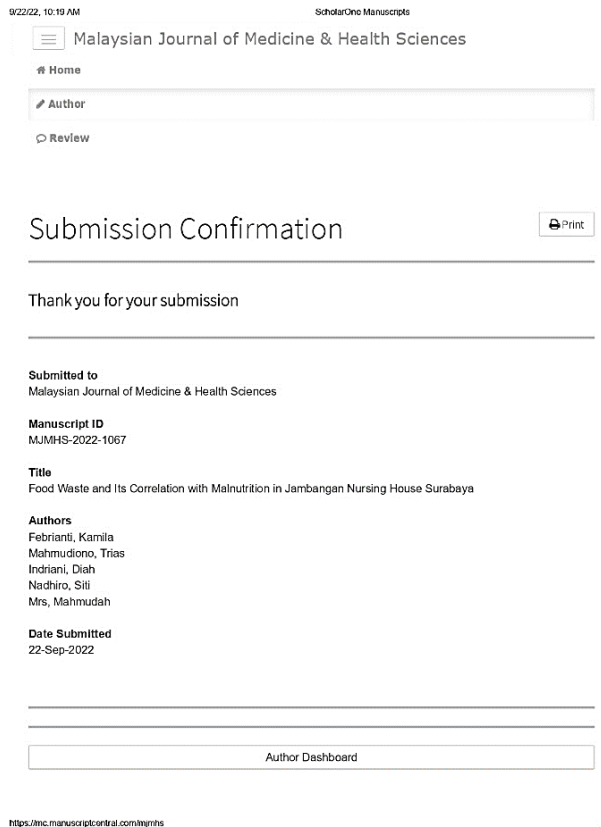 9/22/22, 10:19 AM ScholarOne Manuscripts
Malaysian Journal of Medicine & Health Sciences
Home
Author
Review
Submission Confirmation
Print
Thank you for your submission
Submitted to
Malaysian Journal of Medicine & Health Sciences
Manuscript ID
MJMHS-2022-1067
Title
Food Waste and Its Correlation with Malnutrition in Jambangan Nursing House Surabaya
Authors
Febrianti, Kamila
Mahmudiono, Trias
Indriani, Diah
Nadhiro, Siti
Mrs, Mahmudah
Date Submitted
22-Sep-2022
Author Dashboard
https://mc.manuscriptcentral.com/mjmhs